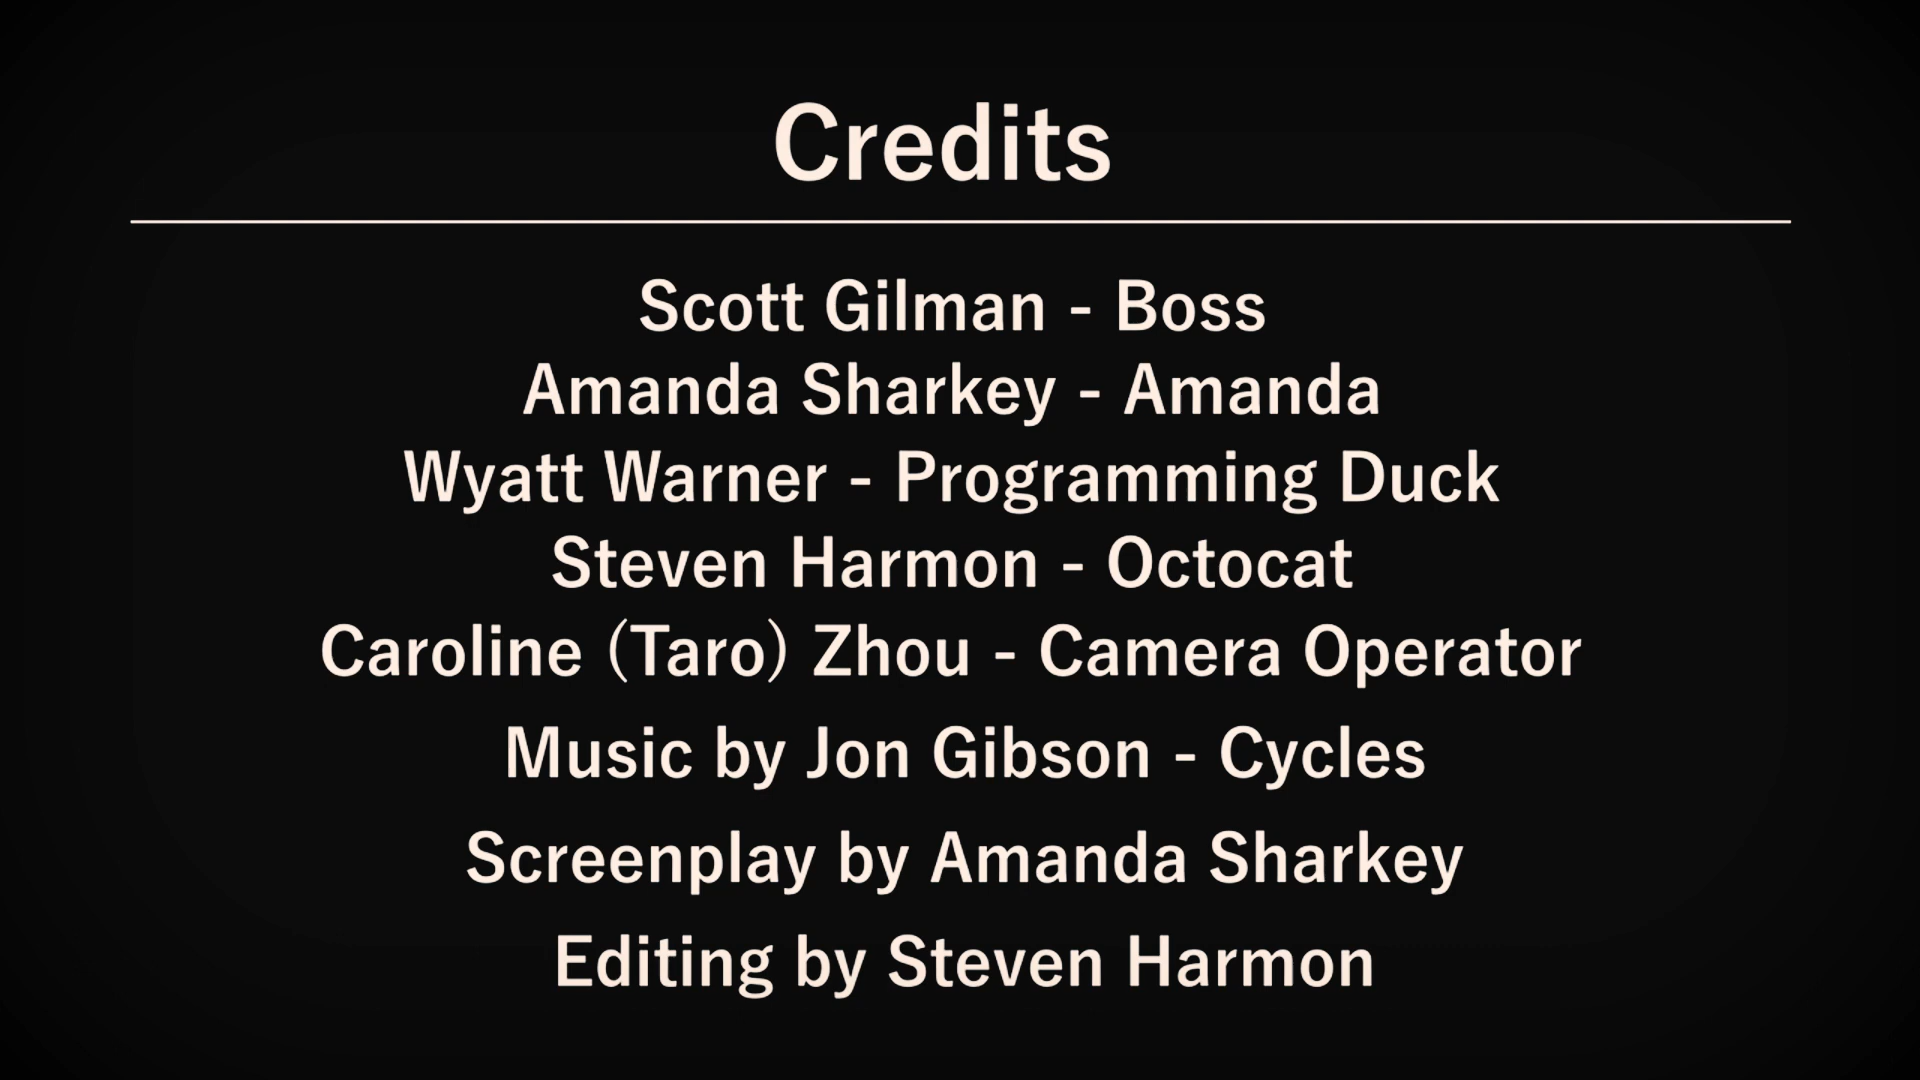 Credits
Scott Gilman - Boss
Amanda Sharkey - Amanda
Wyatt Warner - Programming Duck
Steven Harmon - Octocat
Caroline (Taro) Zhou - Camera Operator
Music by Jon Gibson - Cycles
Screenplay by Amanda Sharkey
Editing by Steven Harmon